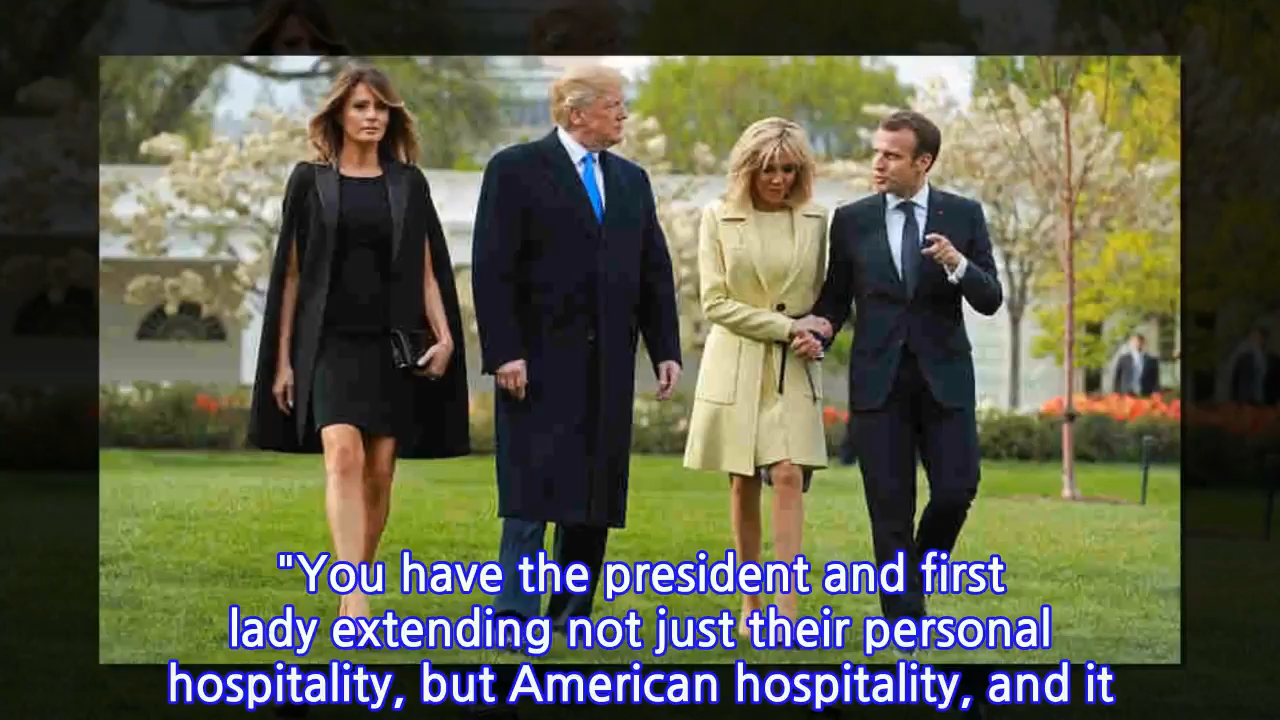 "You have the president and first
lady extending not just their personal
hospitality, but American hospitality, and it